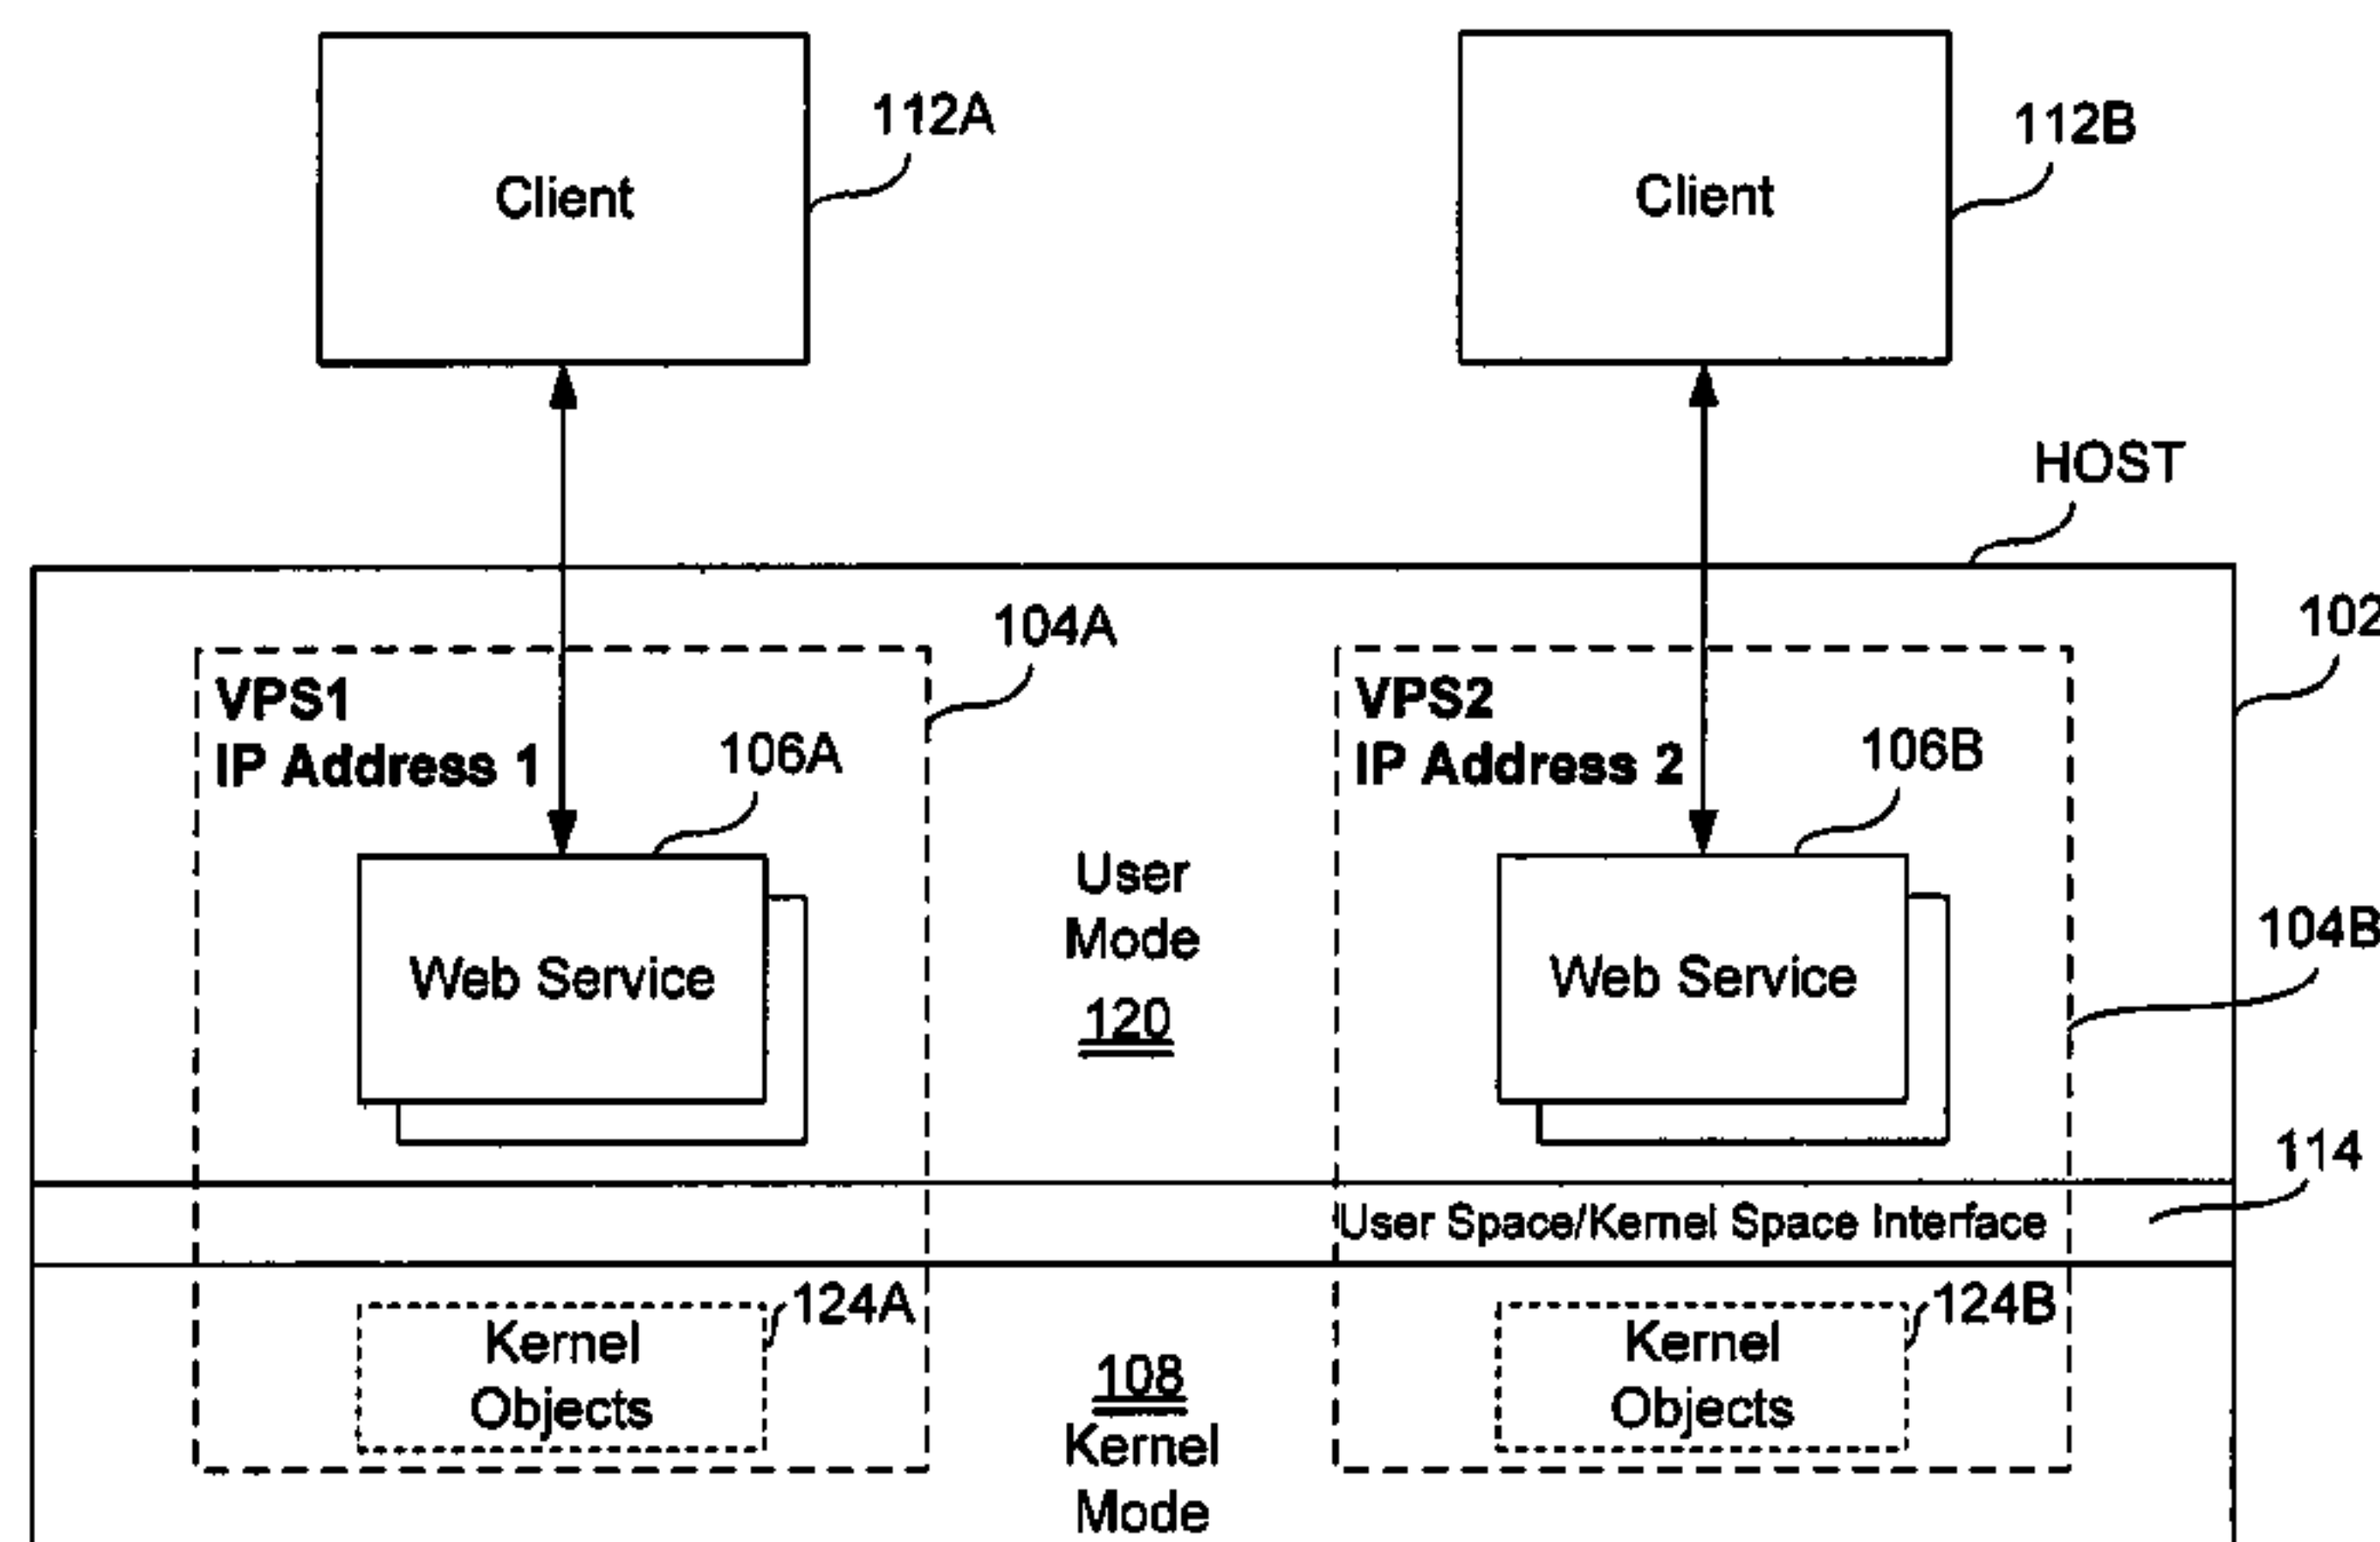 112A
112B
Client
Client
HOST
102
104A
VPS1
IP Address 1
106A
VPS2
IP Address 2
106B
User
Mode
120
104B
Web Service
Web Service
114
User Space/Kernel Space Interface
124A
Kernel
Objects
124B
Kernel
Objects
108
Kernel
Mode